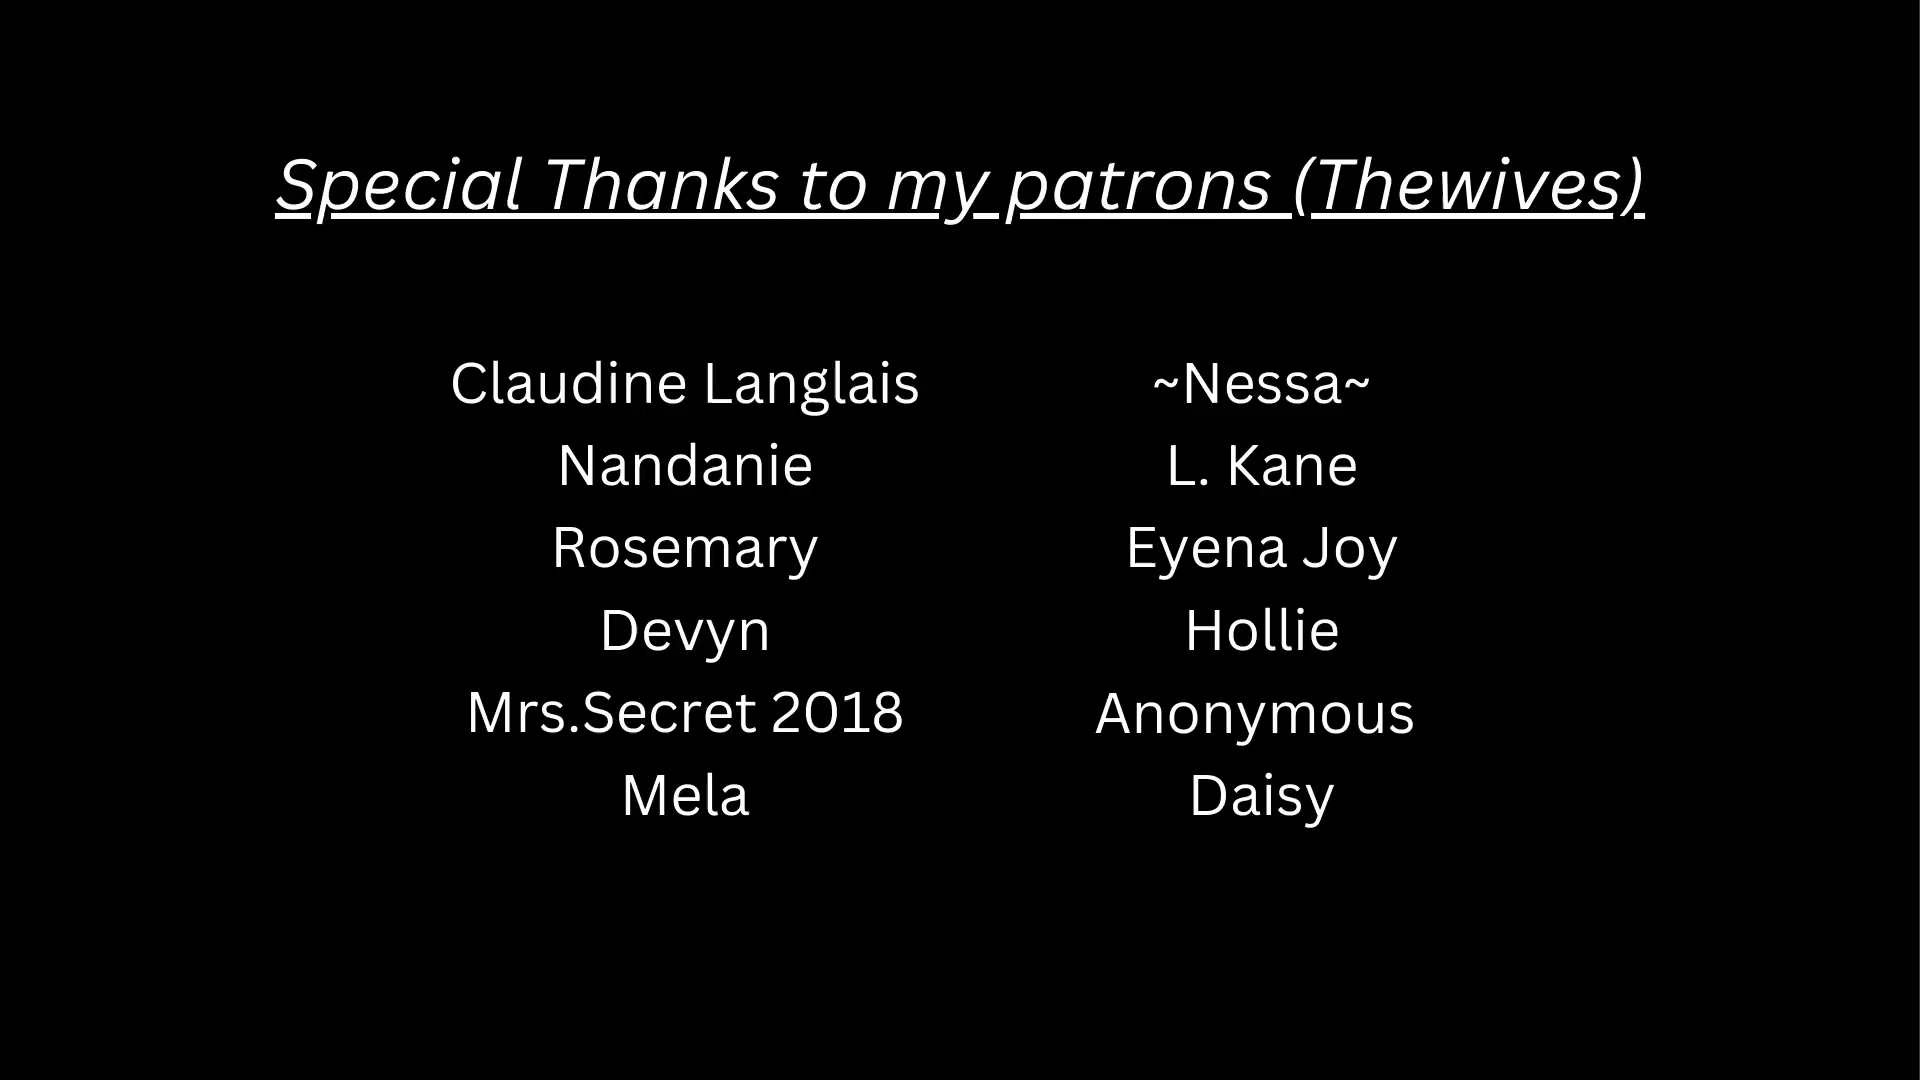 Special Thanks to my patrons (Thewives)
Claudine Langlais
Nandanie
Rosemary
Devyn
Mrs.Secret 2018
Mela
~Nessa~
L. Kane
Eyena Joy
Hollie
Anonymous
Daisy